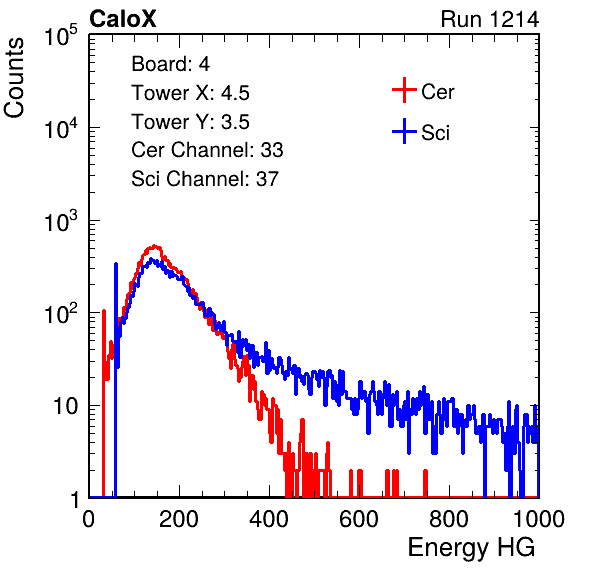 CaloX Run 1214
Counts
Board: 4
Tower X: 4.5
Tower Y: 3.5
Cer Channel: 33
Sci Channel: 37
Cer
Sci
10^5
10^4
10^3
10^2
10
1
0 200 400 600 800 1000
Energy HG